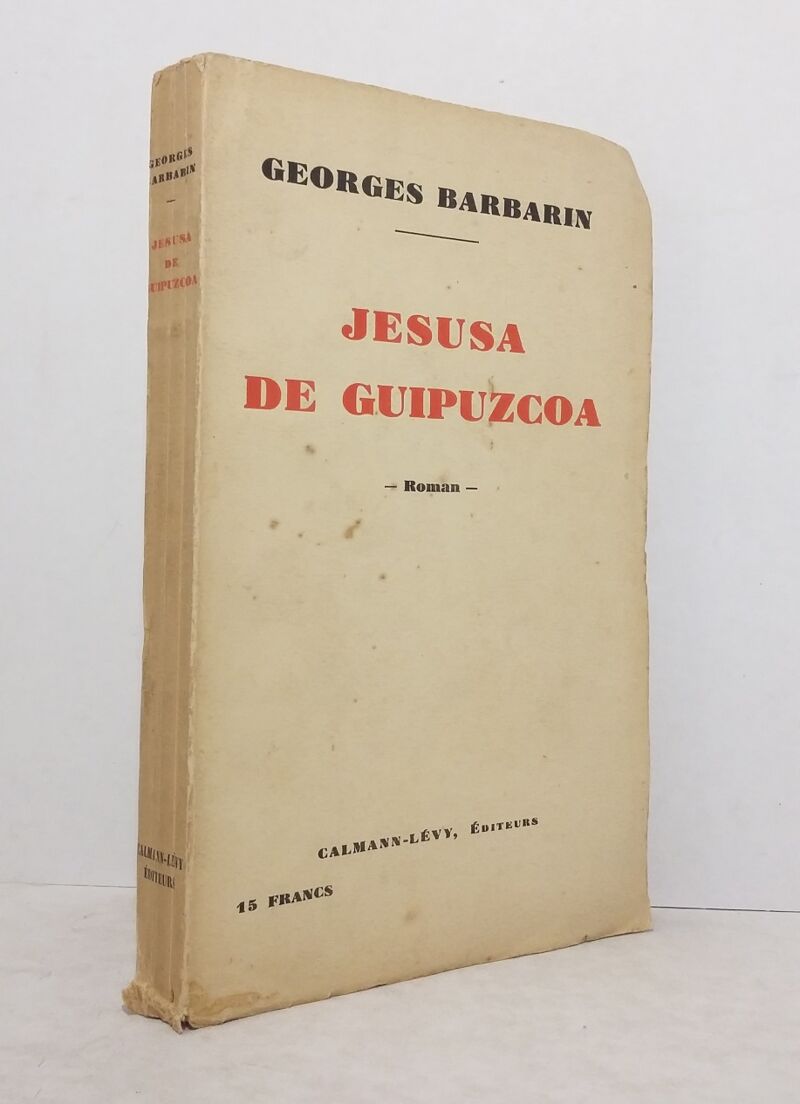 GEORGES
BARBARIN
JESUSA
DE
GUIPUZCOA
CALMANN-LÉVY
ÉDITEURS
GEORGES BARBARIN
JESUSA
DE GUIPUZCOA
– Roman –
CALMANN-LÉVY, ÉDITEURS
15 FRANCS